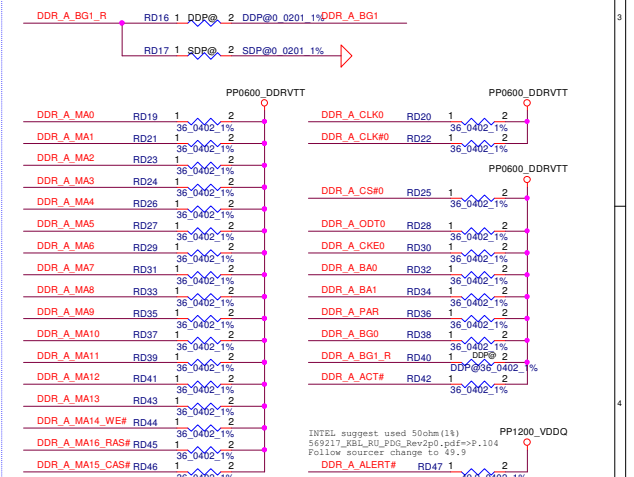 DDR_A_BG1_R RD16 1 DDP@ 2 DDP@0_0201_1% DDR_A_BG1
3
RD17 1 SDP@ 2 SDP@0_0201_1%
PP0600_DDRVTT PP0600_DDRVTT
DDR_A_MA0 RD19 1 2 DDR_A_CLK0 RD20 1 2
36_0402_1% 36_0402_1%
DDR_A_MA1 RD21 1 2 DDR_A_CLK#0 RD22 1 2
36_0402_1% 36_0402_1%
DDR_A_MA2 RD23 1 2
36_0402_1% PP0600_DDRVTT
DDR_A_MA3 RD24 1 2 DDR_A_CS#0 RD25 1 2
36_0402_1% 36_0402_1%
DDR_A_MA4 RD26 1 2
36_0402_1%
DDR_A_MA5 RD27 1 2 DDR_A_ODT0 RD28 1 2
36_0402_1% 36_0402_1%
DDR_A_MA6 RD29 1 2 DDR_A_CKE0 RD30 1 2
36_0402_1% 36_0402_1%
DDR_A_MA7 RD31 1 2 DDR_A_BA0 RD32 1 2
36_0402_1% 36_0402_1%
DDR_A_MA8 RD33 1 2 DDR_A_BA1 RD34 1 2
36_0402_1% 36_0402_1%
DDR_A_MA9 RD35 1 2 DDR_A_PAR RD36 1 2
36_0402_1% 36_0402_1%
DDR_A_MA10 RD37 1 2 DDR_A_BG0 RD38 1 2
36_0402_1% 36_0402_1%
DDR_A_MA11 RD39 1 2 DDR_A_BG1_R RD40 1 DDP@ 2
36_0402_1% DDP@36_0402_1%
DDR_A_MA12 RD41 1 2 DDR_A_ACT# RD42 1 2
36_0402_1% 36_0402_1%
DDR_A_MA13 RD43 1 2
4
36_0402_1%
DDR_A_MA14_WE# RD44 1 2
36_0402_1%
INTEL suggest used 50ohm(1%) PP1200_VDDQ
569217_KBL_RU_PDG_Rev2p0.pdf=>P.104
DDR_A_MA16_RAS# RD45 1 2
36_0402_1%
Follow sourcer change to 49.9
DDR_A_MA15_CAS# RD46 1 2 DDR_A_ALERT# RD47 1 2